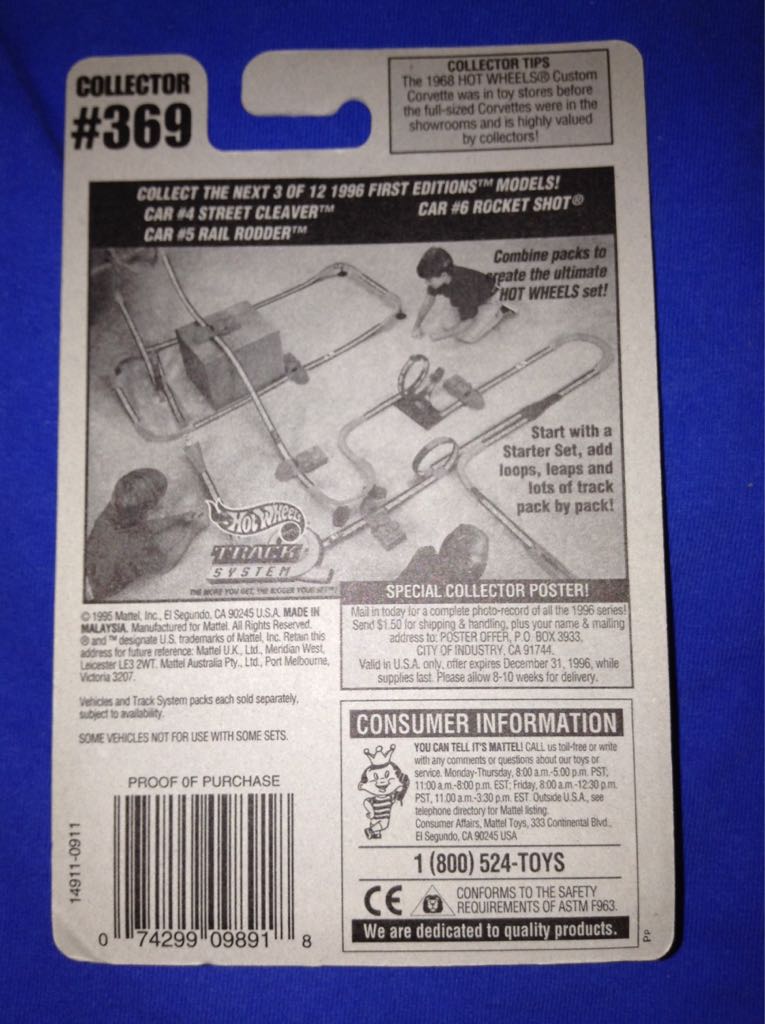 COLLECTOR
#369
COLLECTOR TIPS
The 1968 HOT WHEELS® Custom
Corvette was in toy stores before
the full-sized Corvettes were in the
showrooms and is highly valued
by collectors!
COLLECT THE NEXT 3 OF 12 1996 FIRST EDITIONS™ MODELS!
CAR #4 STREET CLEAVER™ CAR #6 ROCKET SHOT®
CAR #5 RAIL RODDER™
Combine packs to
create the ultimate
HOT WHEELS set!
Start with a
Starter Set, add
loops, leaps and
lots of track
pack by pack!
HOT WHEELS
TRACK
SYSTEM
THE MORE YOU GET, THE BIGGER YOUR SET!
© 1995 Mattel, Inc., El Segundo, CA 90245 U.S.A. MADE IN
MALAYSIA. Manufactured for Mattel. All Rights Reserved.
® and ™ designate U.S. trademarks of Mattel, Inc. Retain this
address for future reference: Mattel U.K., Ltd., Meridian West,
Leicester LE3 2WT. Mattel Australia Pty., Ltd., Port Melbourne,
Victoria 3207.
Vehicles and Track System packs each sold separately,
subject to availability.
SOME VEHICLES NOT FOR USE WITH SOME SETS.
SPECIAL COLLECTOR POSTER!
Mail in today for a complete photo-record of all the 1996 series!
Send $1.50 for shipping & handling, plus your name & mailing
address to: POSTER OFFER, P.O. BOX 3933,
CITY OF INDUSTRY, CA 91744.
Valid in U.S.A. only, offer expires December 31, 1996, while
supplies last. Please allow 8-10 weeks for delivery.
CONSUMER INFORMATION
YOU CAN TELL IT'S MATTEL! CALL us toll-free or write
with any comments or questions about our toys or
service. Monday-Thursday, 8:00 a.m.-5:00 p.m. PST,
11:00 a.m.-8:00 p.m. EST; Friday, 8:00 a.m.-12:30 p.m.
PST, 11:00 a.m.-3:30 p.m. EST. Outside U.S.A., see
telephone directory for Mattel listing.
Consumer Affairs, Mattel Toys, 333 Continental Blvd.,
El Segundo, CA 90245 USA
1 (800) 524-TOYS
CE
CONFORMS TO THE SAFETY
REQUIREMENTS OF ASTM F963.
We are dedicated to quality products.
Pp
PROOF OF PURCHASE
14911-0911
0 74299 09891 8